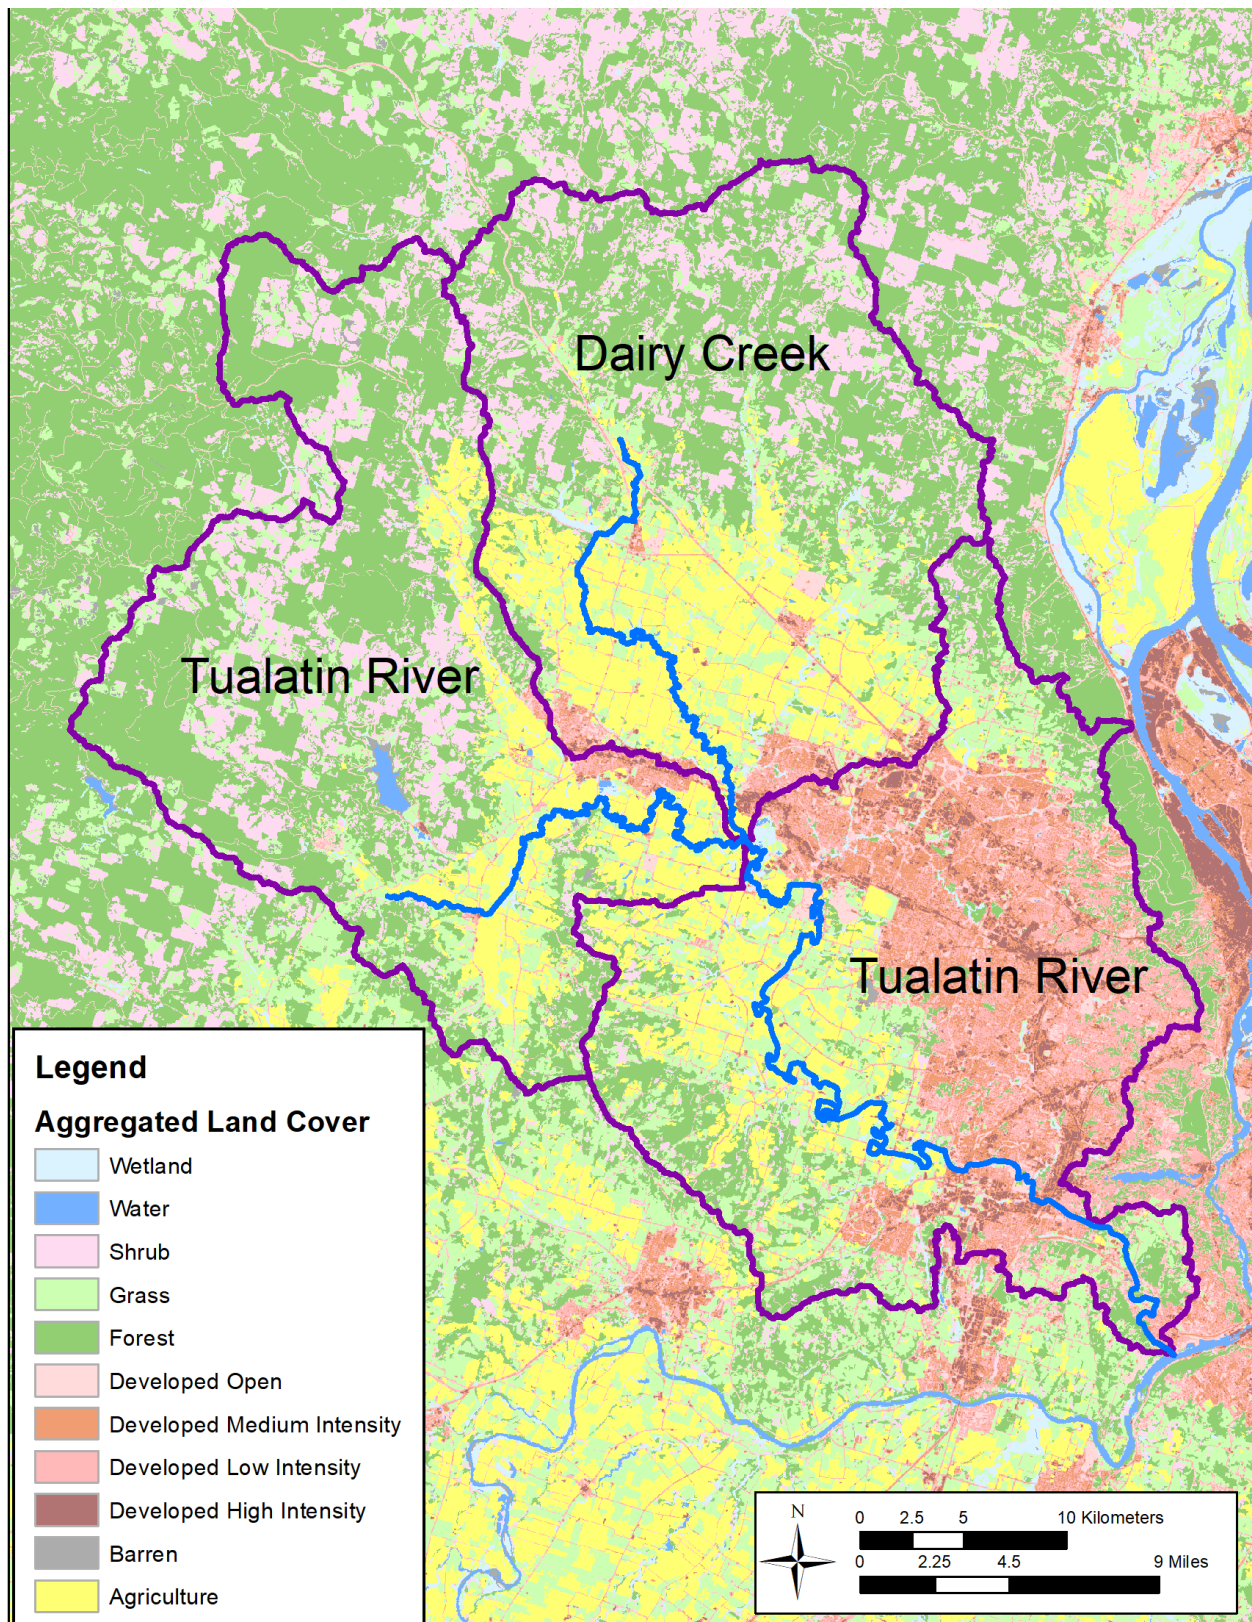 Dairy Creek
Tualatin River
Tualatin River
Legend
Aggregated Land Cover
Wetland
Water
Shrub
Grass
Forest
Developed Open
Developed Medium Intensity
Developed Low Intensity
Developed High Intensity
Barren
Agriculture
N
0 2.5 5 10 Kilometers
0 2.25 4.5 9 Miles